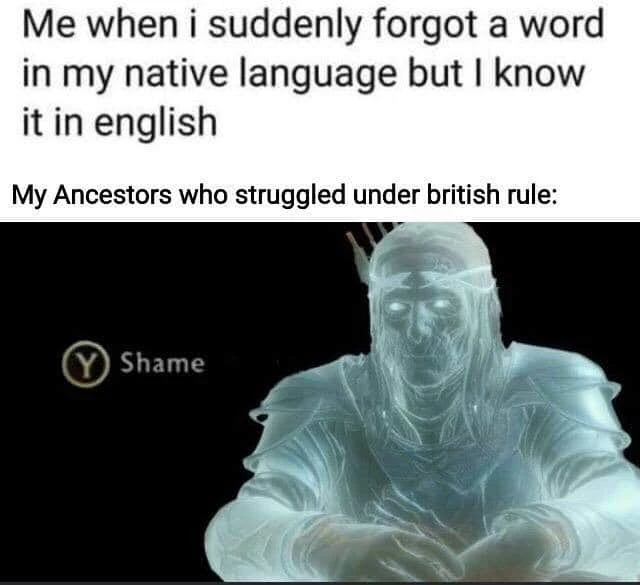 Me when i suddenly forgot a word
in my native language but I know
it in english
My Ancestors who struggled under british rule:
Y Shame